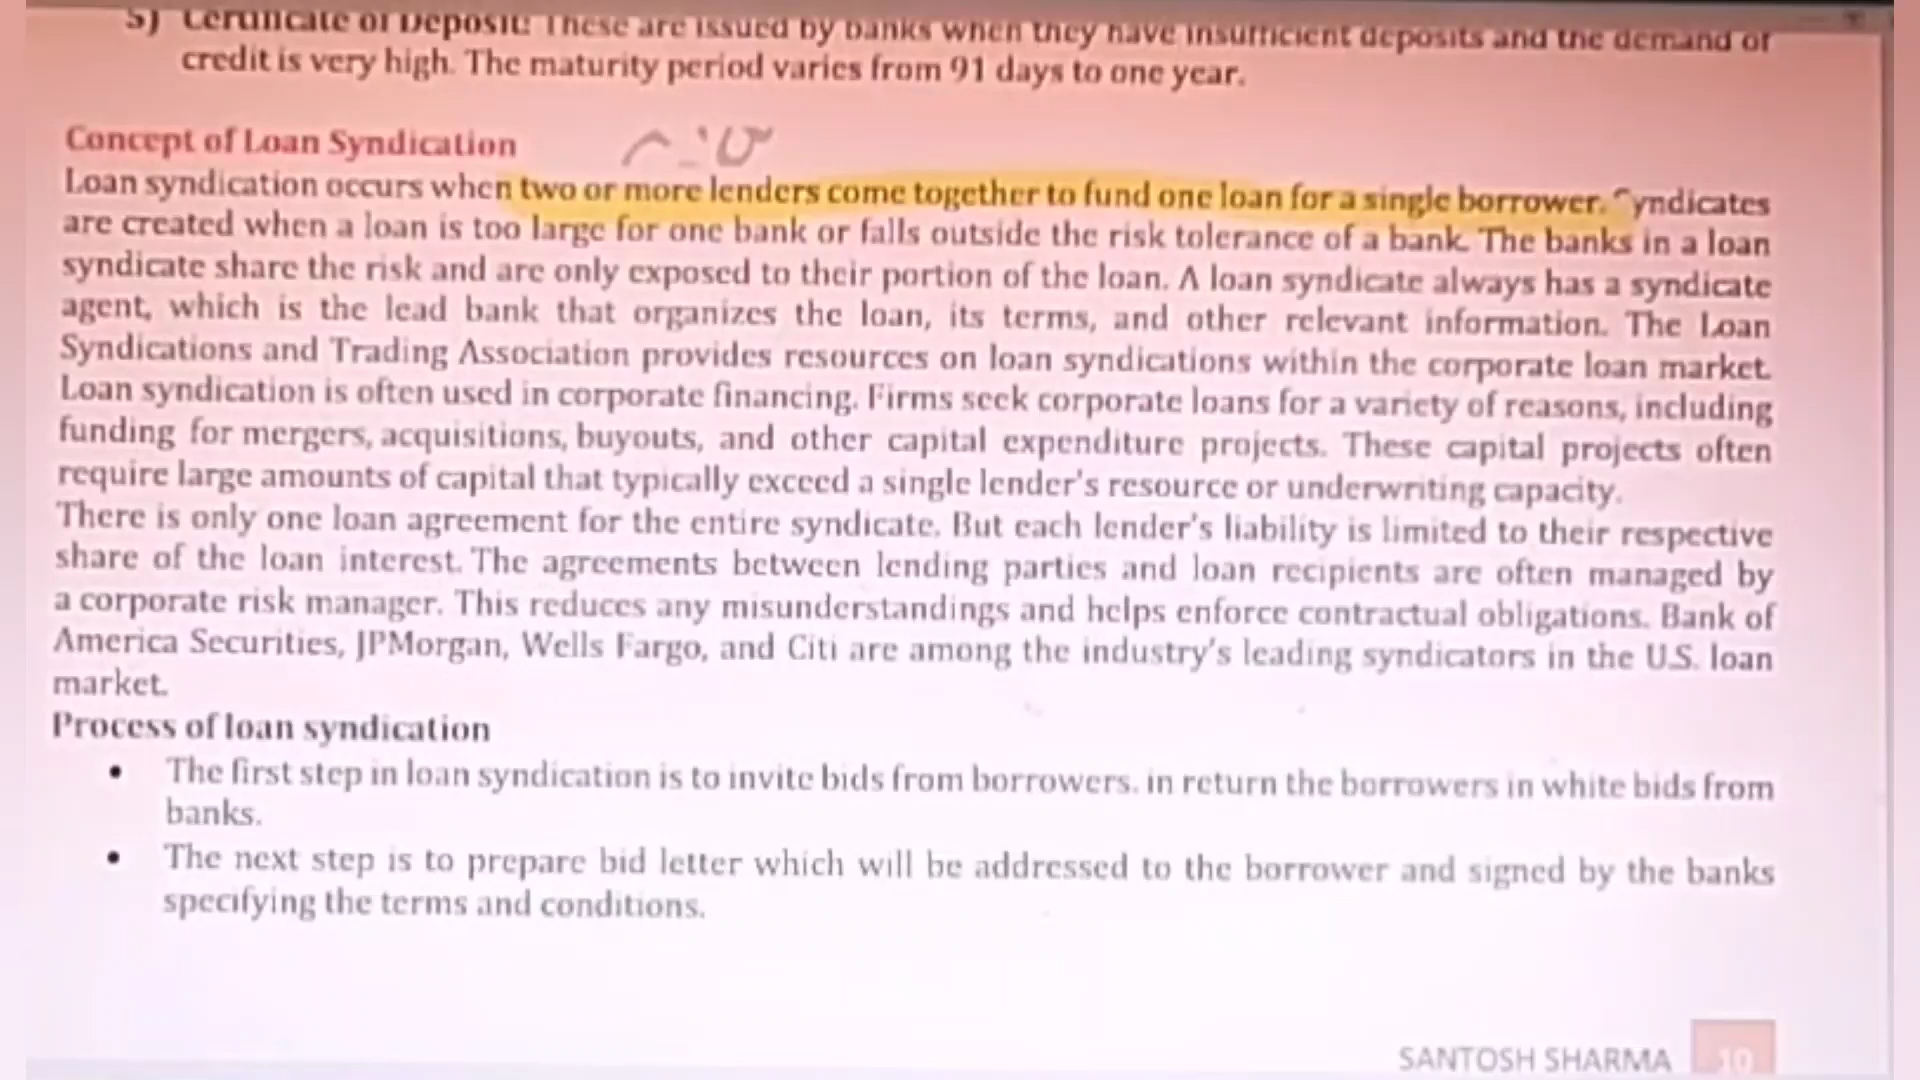 5) Certificate of Deposit: These are issued by banks when they have insufficient deposits and the demand of
credit is very high. The maturity period varies from 91 days to one year.
Concept of Loan Syndication
Loan syndication occurs when two or more lenders come together to fund one loan for a single borrower. Syndicates
are created when a loan is too large for one bank or falls outside the risk tolerance of a bank. The banks in a loan
syndicate share the risk and are only exposed to their portion of the loan. A loan syndicate always has a syndicate
agent, which is the lead bank that organizes the loan, its terms, and other relevant information. The Loan
Syndications and Trading Association provides resources on loan syndications within the corporate loan market.
Loan syndication is often used in corporate financing. Firms seek corporate loans for a variety of reasons, including
funding for mergers, acquisitions, buyouts, and other capital expenditure projects. These capital projects often
require large amounts of capital that typically exceed a single lender's resource or underwriting capacity.
There is only one loan agreement for the entire syndicate. But each lender's liability is limited to their respective
share of the loan interest. The agreements between lending parties and loan recipients are often managed by
a corporate risk manager. This reduces any misunderstandings and helps enforce contractual obligations. Bank of
America Securities, JPMorgan, Wells Fargo, and Citi are among the industry's leading syndicators in the U.S. loan
market.
Process of loan syndication
• The first step in loan syndication is to invite bids from borrowers. in return the borrowers in white bids from
banks.
• The next step is to prepare bid letter which will be addressed to the borrower and signed by the banks
specifying the terms and conditions.
SANTOSH SHARMA 10